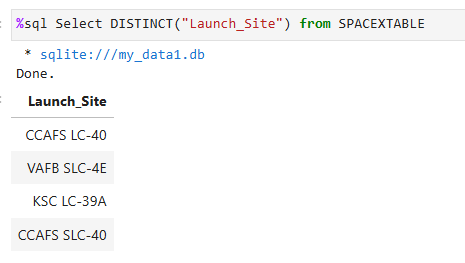 %sql Select DISTINCT("Launch_Site") from SPACEXTABLE
* sqlite:///my_data1.db
Done.
Launch_Site
CCAFS LC-40
VAFB SLC-4E
KSC LC-39A
CCAFS SLC-40